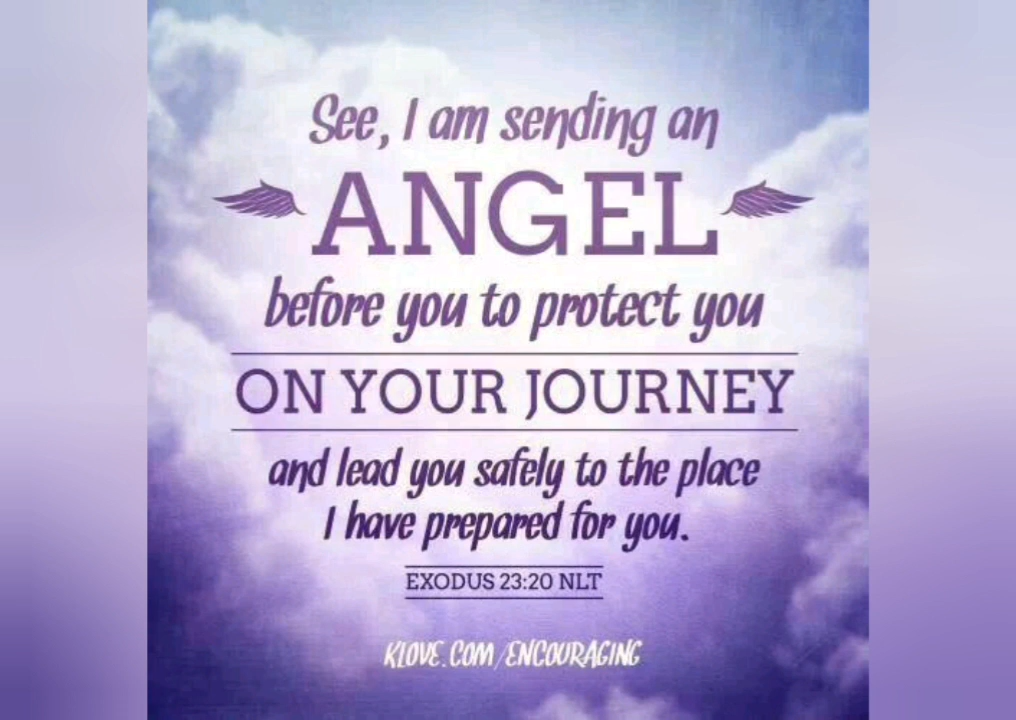 See, I am sending an
ANGEL
before you to protect you
ON YOUR JOURNEY
and lead you safely to the place
I have prepared for you.
EXODUS 23:20 NLT
KLOVE.COM/ENCOURAGING